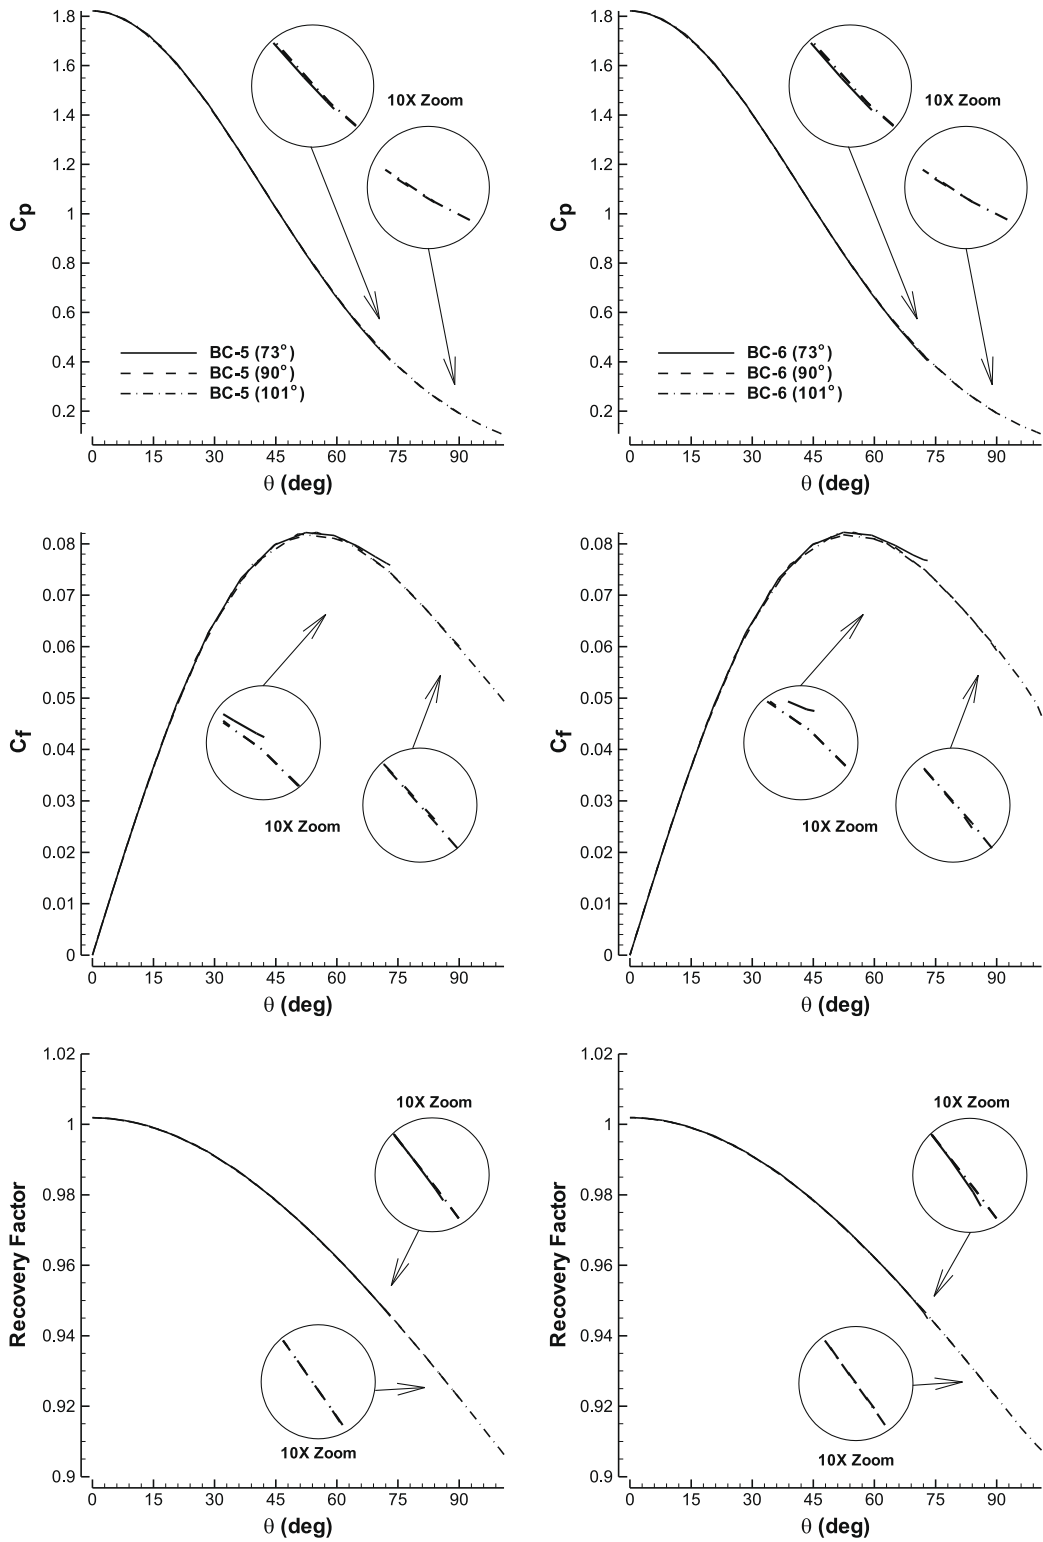 1.8
1.6
1.4
1.2
1
0.8
0.6
0.4
0.2
Cp
10X Zoom
BC-5 (73°)
BC-5 (90°)
BC-5 (101°)
0 15 30 45 60 75 90
θ (deg)
1.8
1.6
1.4
1.2
1
0.8
0.6
0.4
0.2
Cp
10X Zoom
BC-6 (73°)
BC-6 (90°)
BC-6 (101°)
0 15 30 45 60 75 90
θ (deg)
0.08
0.07
0.06
0.05
0.04
0.03
0.02
0.01
0
Cf
10X Zoom
0 15 30 45 60 75 90
θ (deg)
0.08
0.07
0.06
0.05
0.04
0.03
0.02
0.01
0
Cf
10X Zoom
0 15 30 45 60 75 90
θ (deg)
1.02
1
0.98
0.96
0.94
0.92
0.9
Recovery Factor
10X Zoom
10X Zoom
0 15 30 45 60 75 90
θ (deg)
1.02
1
0.98
0.96
0.94
0.92
0.9
Recovery Factor
10X Zoom
10X Zoom
0 15 30 45 60 75 90
θ (deg)